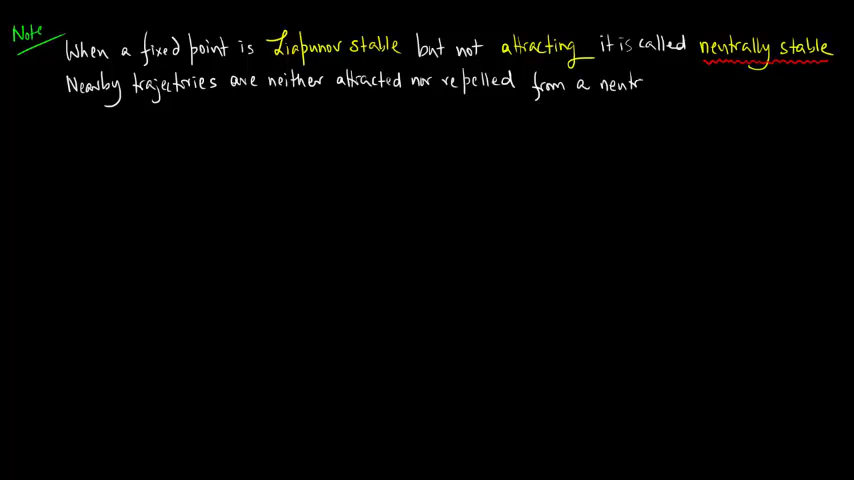 Note
When a fixed point is Liapunov stable but not attracting it is called neutrally stable
Nearby trajectories are neither attracted nor repelled from a neutr